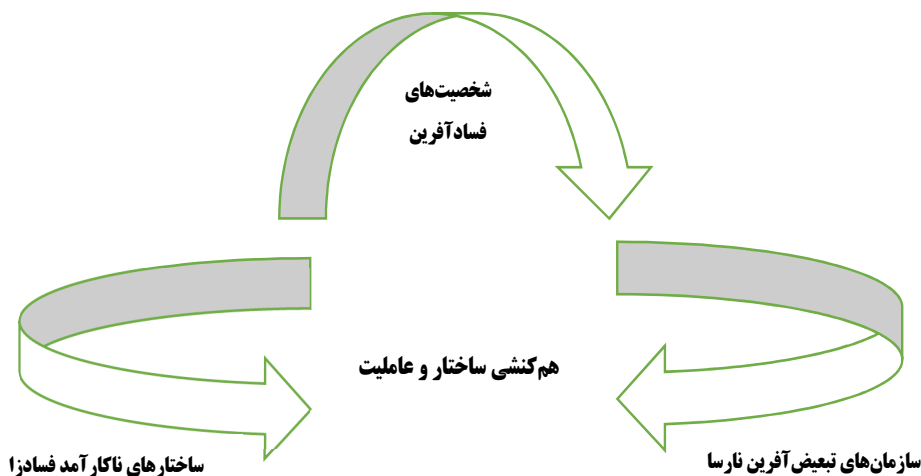 شخصیت‌های
فسادآفرین
هم‌کنشی ساختار و عاملیت
سازمان‌های تبعیض‌آفرین نارسا
ساختارهای ناکارآمد فسادزا